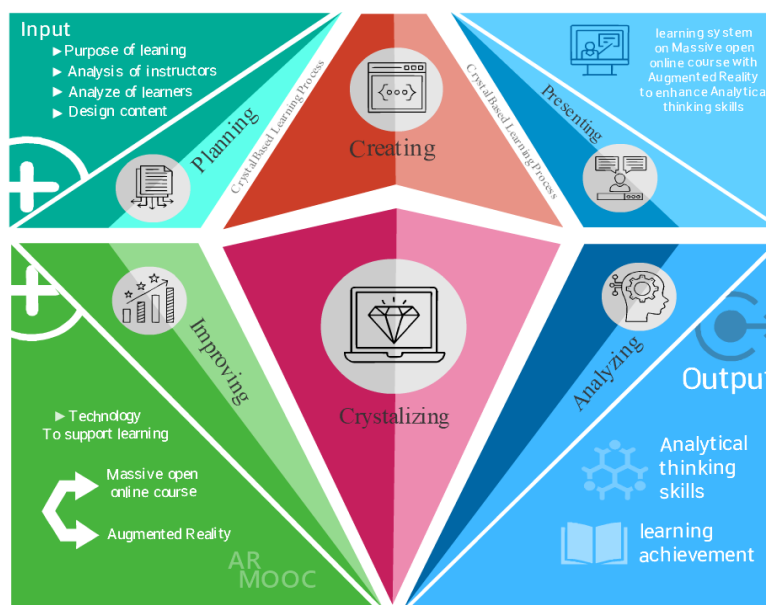 Input
▸ Purpose of leaning
▸ Analysis of instructors
▸ Analyze of learners
▸ Design content
Planning
Crystal Based Learning Process
Creating
{○○○}
Crystal Based Learning Process
Presenting
learning system
on Massive open
online course with
Augmented Reality
to enhance Analytical
thinking skills
Improving
▸ Technology
To support learning
Massive open
online course
Augmented Reality
AR
MOOC
Crystalizing
Analyzing
Output
Analytical
thinking
skills
learning
achievement